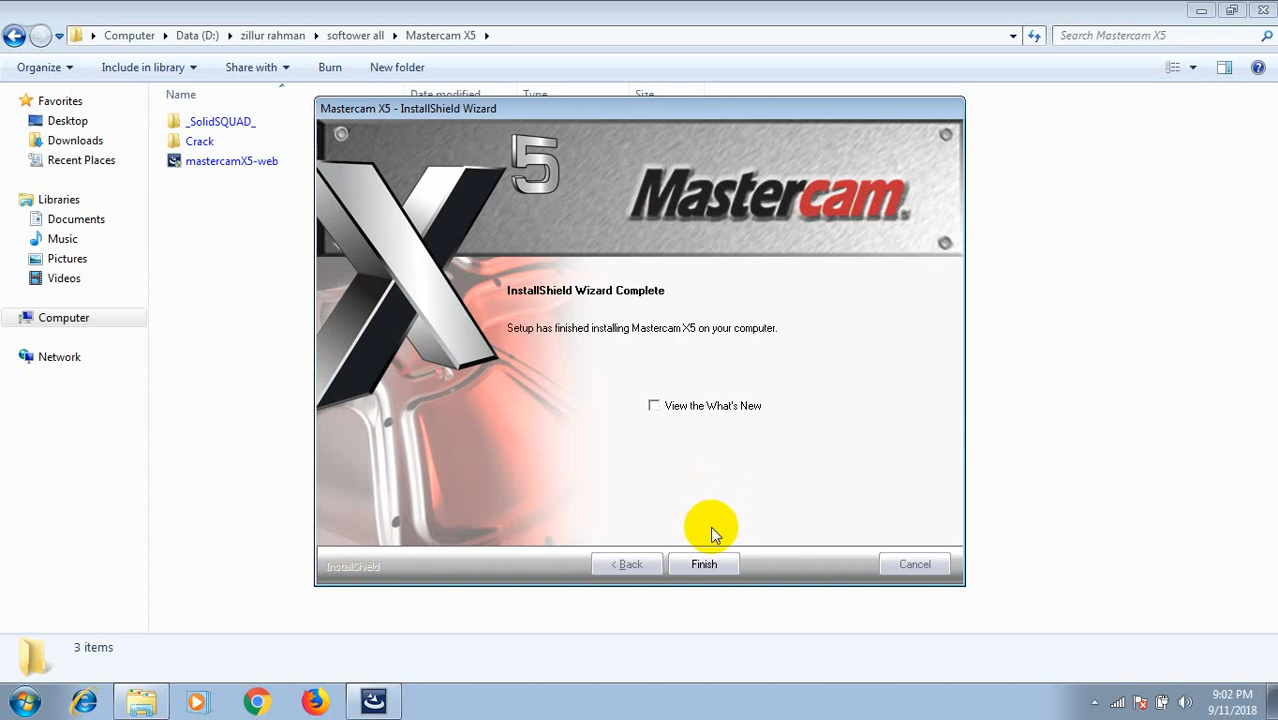 Computer Data (D:) zillur rahman softower all Mastercam X5
Search Mastercam X5
Organize Include in library Share with Burn New folder
Name Date modified Type Size
Favorites
Desktop
Downloads
Recent Places
Libraries
Documents
Music
Pictures
Videos
Computer
Network
_SolidSQUAD_
Crack
mastercamX5-web
Mastercam X5 - InstallShield Wizard
X5
Mastercam®
InstallShield Wizard Complete
Setup has finished installing Mastercam X5 on your computer.
View the What's New
InstallShield
< Back Finish Cancel
3 items
9:02 PM
9/11/2018